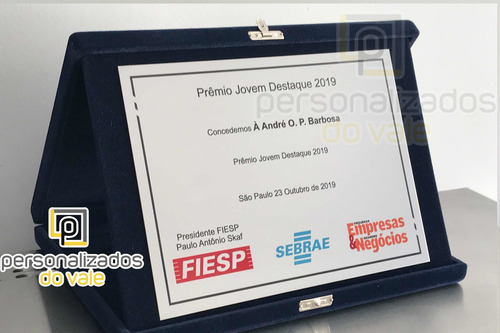 Prêmio Jovem Destaque 2019
Concedemos À André O. P. Barbosa
Prêmio Jovem Destaque 2019
São Paulo 23 Outubro de 2019
Presidente FIESP
Paulo Antônio Skaf
FIESP
SEBRAE
Empresas
& Negócios
personalizados
do vale
personalizados
do vale